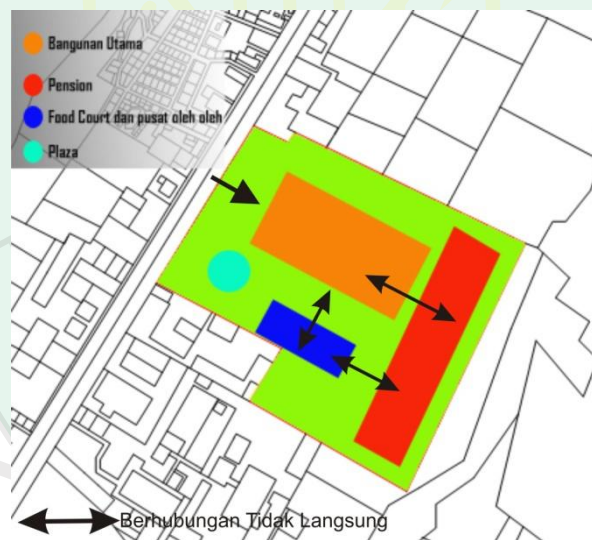 Bangunan Utama
Pension
Food Court dan pusat oleh oleh
Plaza
Berhubungan Tidak Langsung